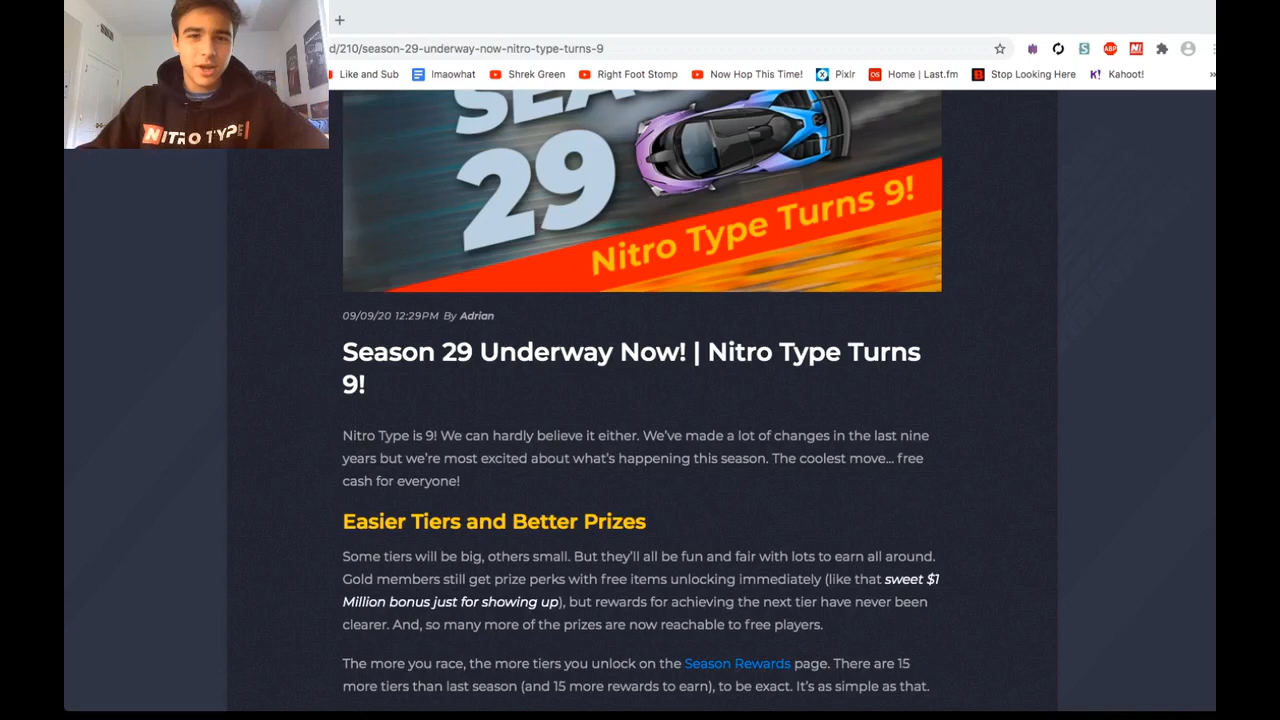 +
d/210/season-29-underway-now-nitro-type-turns-9
ABP
N!
Like and Sub
lmaowhat
Shrek Green
Right Foot Stomp
Now Hop This Time!
Pixlr
Home | Last.fm
Stop Looking Here
K! Kahoot!
»
NITRO TYPE
29
Nitro Type Turns 9!
09/09/20 12:29PM By Adrian
Season 29 Underway Now! | Nitro Type Turns
9!
Nitro Type is 9! We can hardly believe it either. We've made a lot of changes in the last nine
years but we're most excited about what's happening this season. The coolest move... free
cash for everyone!
Easier Tiers and Better Prizes
Some tiers will be big, others small. But they'll all be fun and fair with lots to earn all around.
Gold members still get prize perks with free items unlocking immediately (like that sweet $1
Million bonus just for showing up), but rewards for achieving the next tier have never been
clearer. And, so many more of the prizes are now reachable to free players.
The more you race, the more tiers you unlock on the Season Rewards page. There are 15
more tiers than last season (and 15 more rewards to earn), to be exact. It's as simple as that.